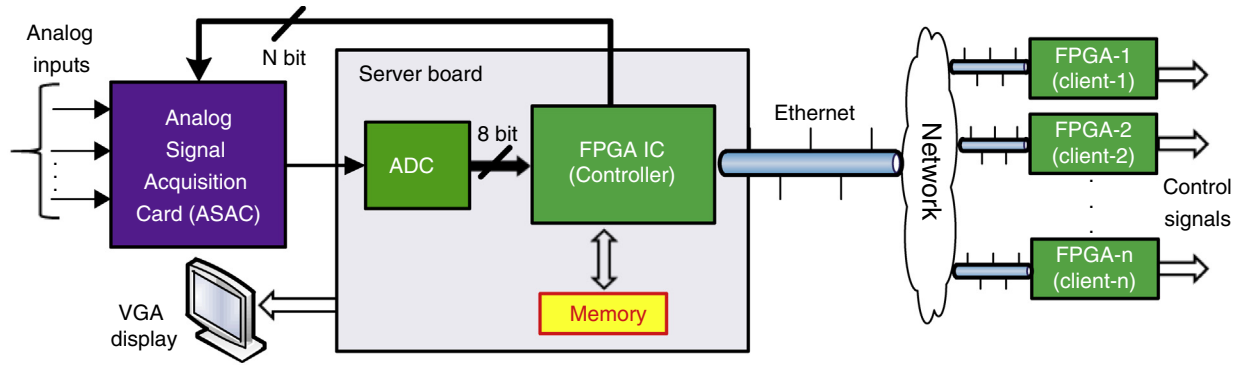 Analog
inputs
N bit
Server board
Analog
Signal
Acquisition
Card (ASAC)
ADC
8 bit
FPGA IC
(Controller)
Memory
VGA
display
Ethernet
Network
FPGA-1
(client-1)
FPGA-2
(client-2)
FPGA-n
(client-n)
Control
signals